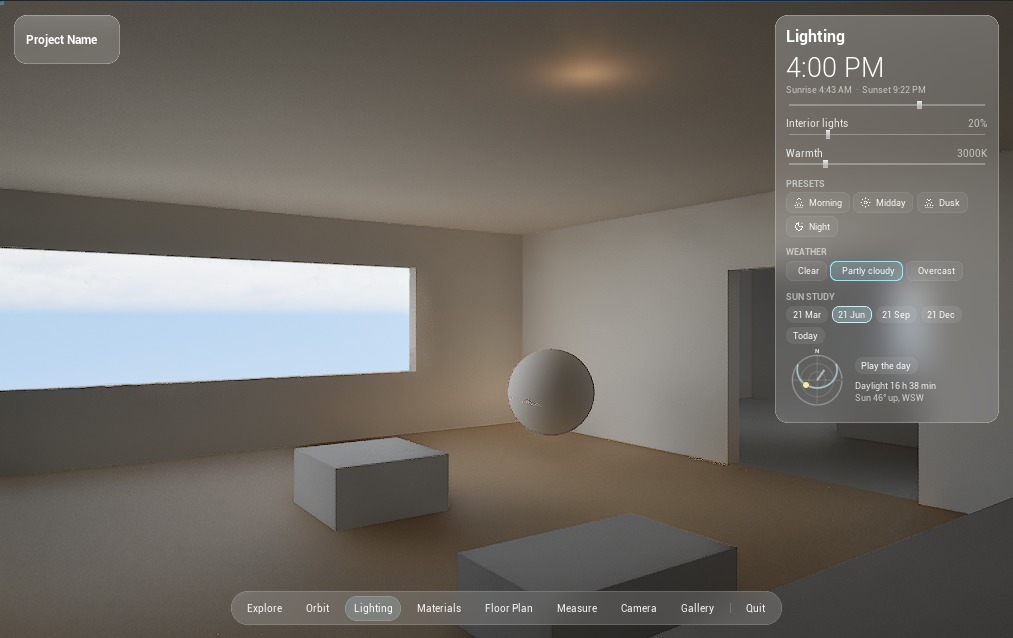 Project Name
Lighting
4:00 PM
Sunrise 4:43 AM · Sunset 9:22 PM
Interior lights 20%
Warmth 3000K
PRESETS
Morning Midday Dusk
Night
WEATHER
Clear Partly cloudy Overcast
SUN STUDY
21 Mar 21 Jun 21 Sep 21 Dec
Today
N
Play the day
Daylight 16 h 38 min
Sun 46° up, WSW
Explore Orbit Lighting Materials Floor Plan Measure Camera Gallery Quit